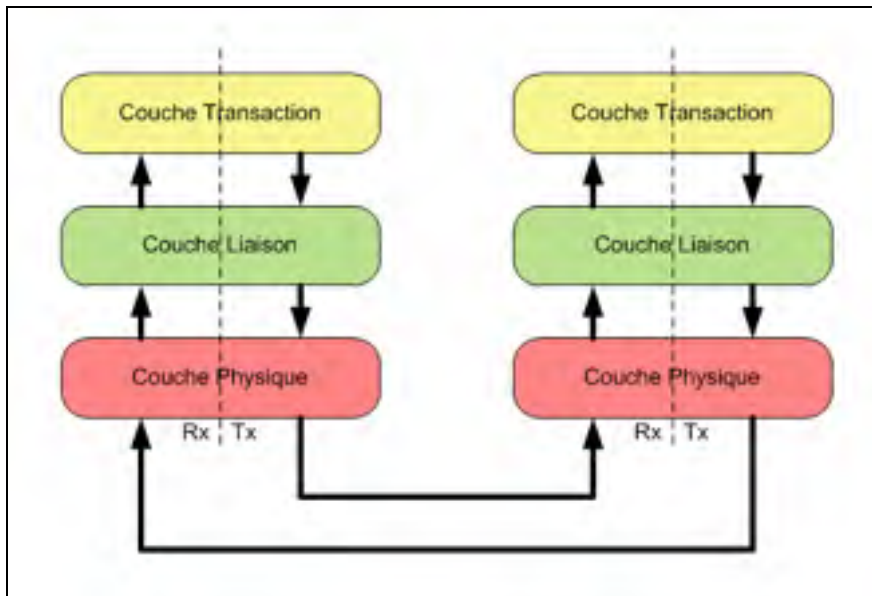 Couche Transaction
Couche Transaction
Couche Liaison
Couche Liaison
Couche Physique
Couche Physique
Rx Tx
Rx Tx